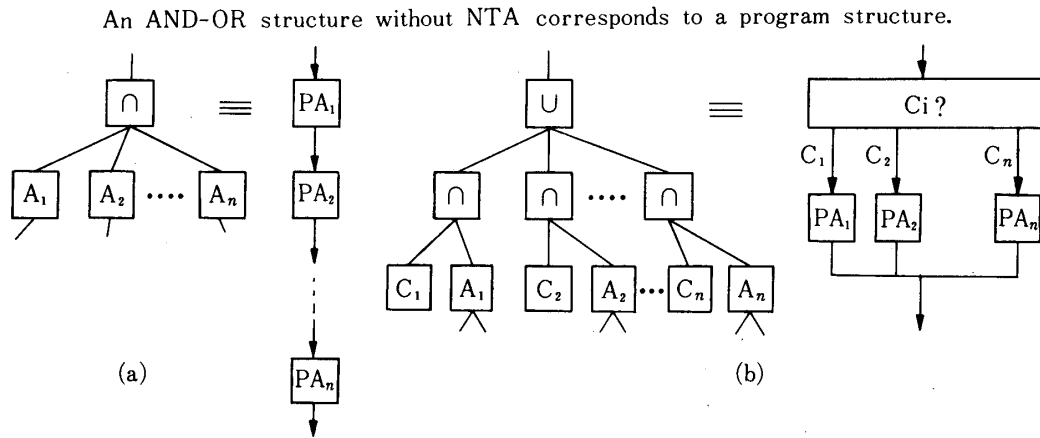 An AND-OR structure without NTA corresponds to a program structure.
∩ ≡ PA₁
A₁ A₂ ···· Aₙ
PA₂
PAₙ
(a)
∪ ≡ Ci ?
∩ ∩ ···· ∩
C₁ A₁ C₂ A₂ ··· Cₙ Aₙ
C₁ C₂ Cₙ
PA₁ PA₂ PAₙ
(b)